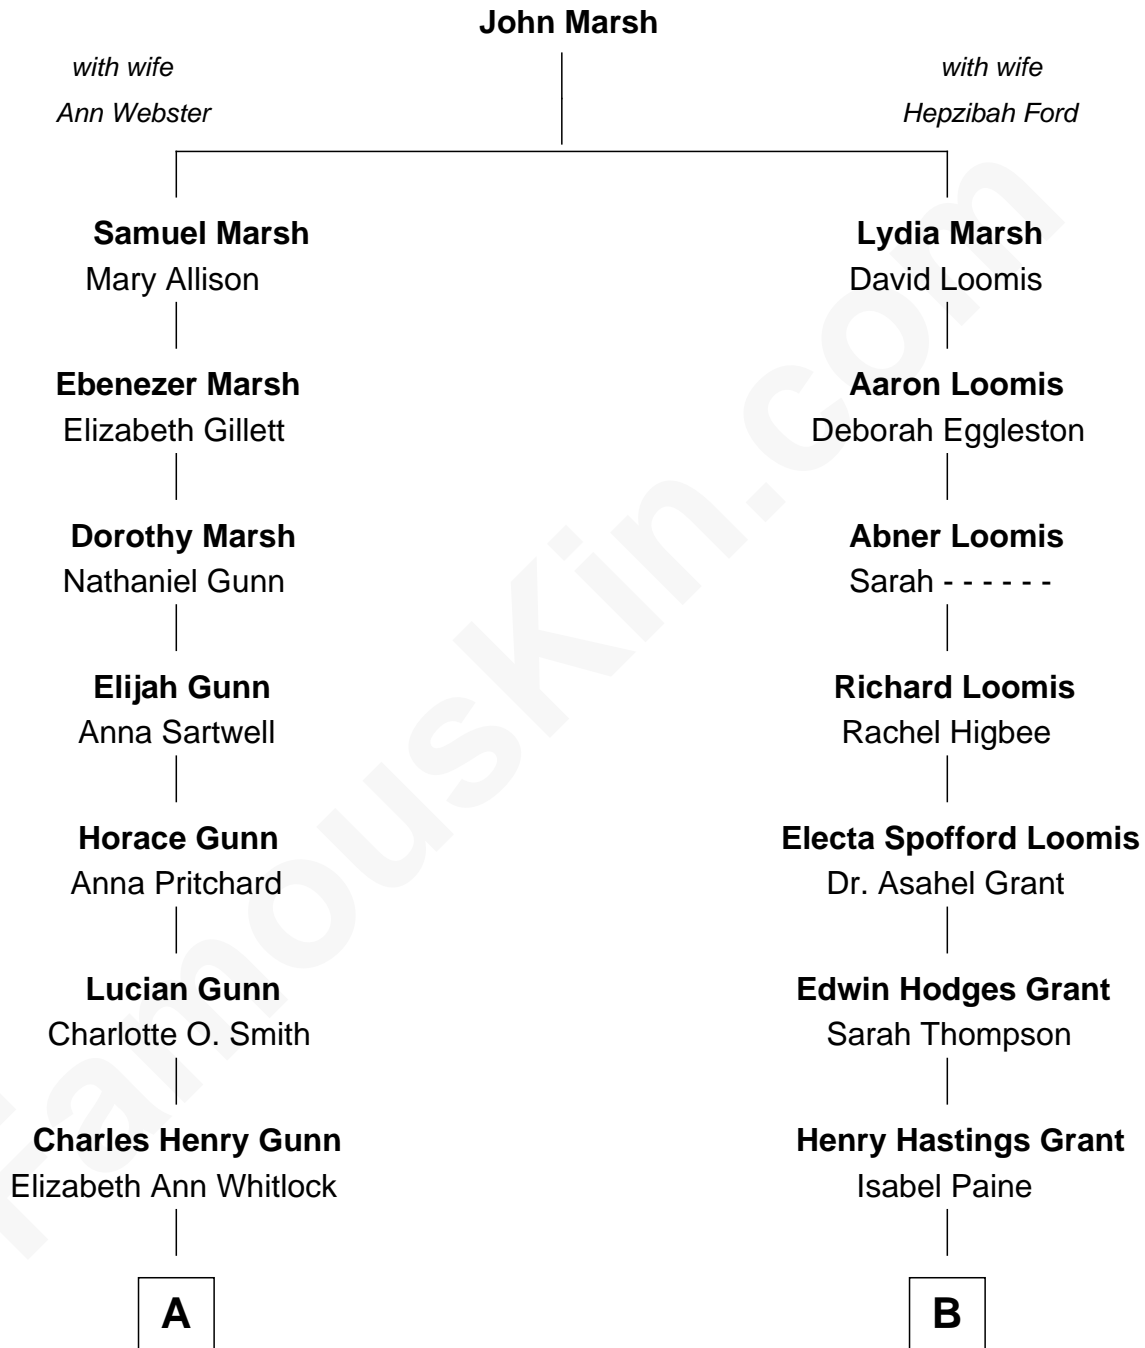 John Marsh
with wife
Ann Webster
with wife
Hepzibah Ford
Samuel Marsh
Mary Allison
Lydia Marsh
David Loomis
Ebenezer Marsh
Elizabeth Gillett
Aaron Loomis
Deborah Eggleston
Dorothy Marsh
Nathaniel Gunn
Abner Loomis
Sarah - - - - - -
Elijah Gunn
Anna Sartwell
Richard Loomis
Rachel Higbee
Horace Gunn
Anna Pritchard
Electa Spofford Loomis
Dr. Asahel Grant
Lucian Gunn
Charlotte O. Smith
Edwin Hodges Grant
Sarah Thompson
Charles Henry Gunn
Elizabeth Ann Whitlock
Henry Hastings Grant
Isabel Paine
A
B
FamousKin.com